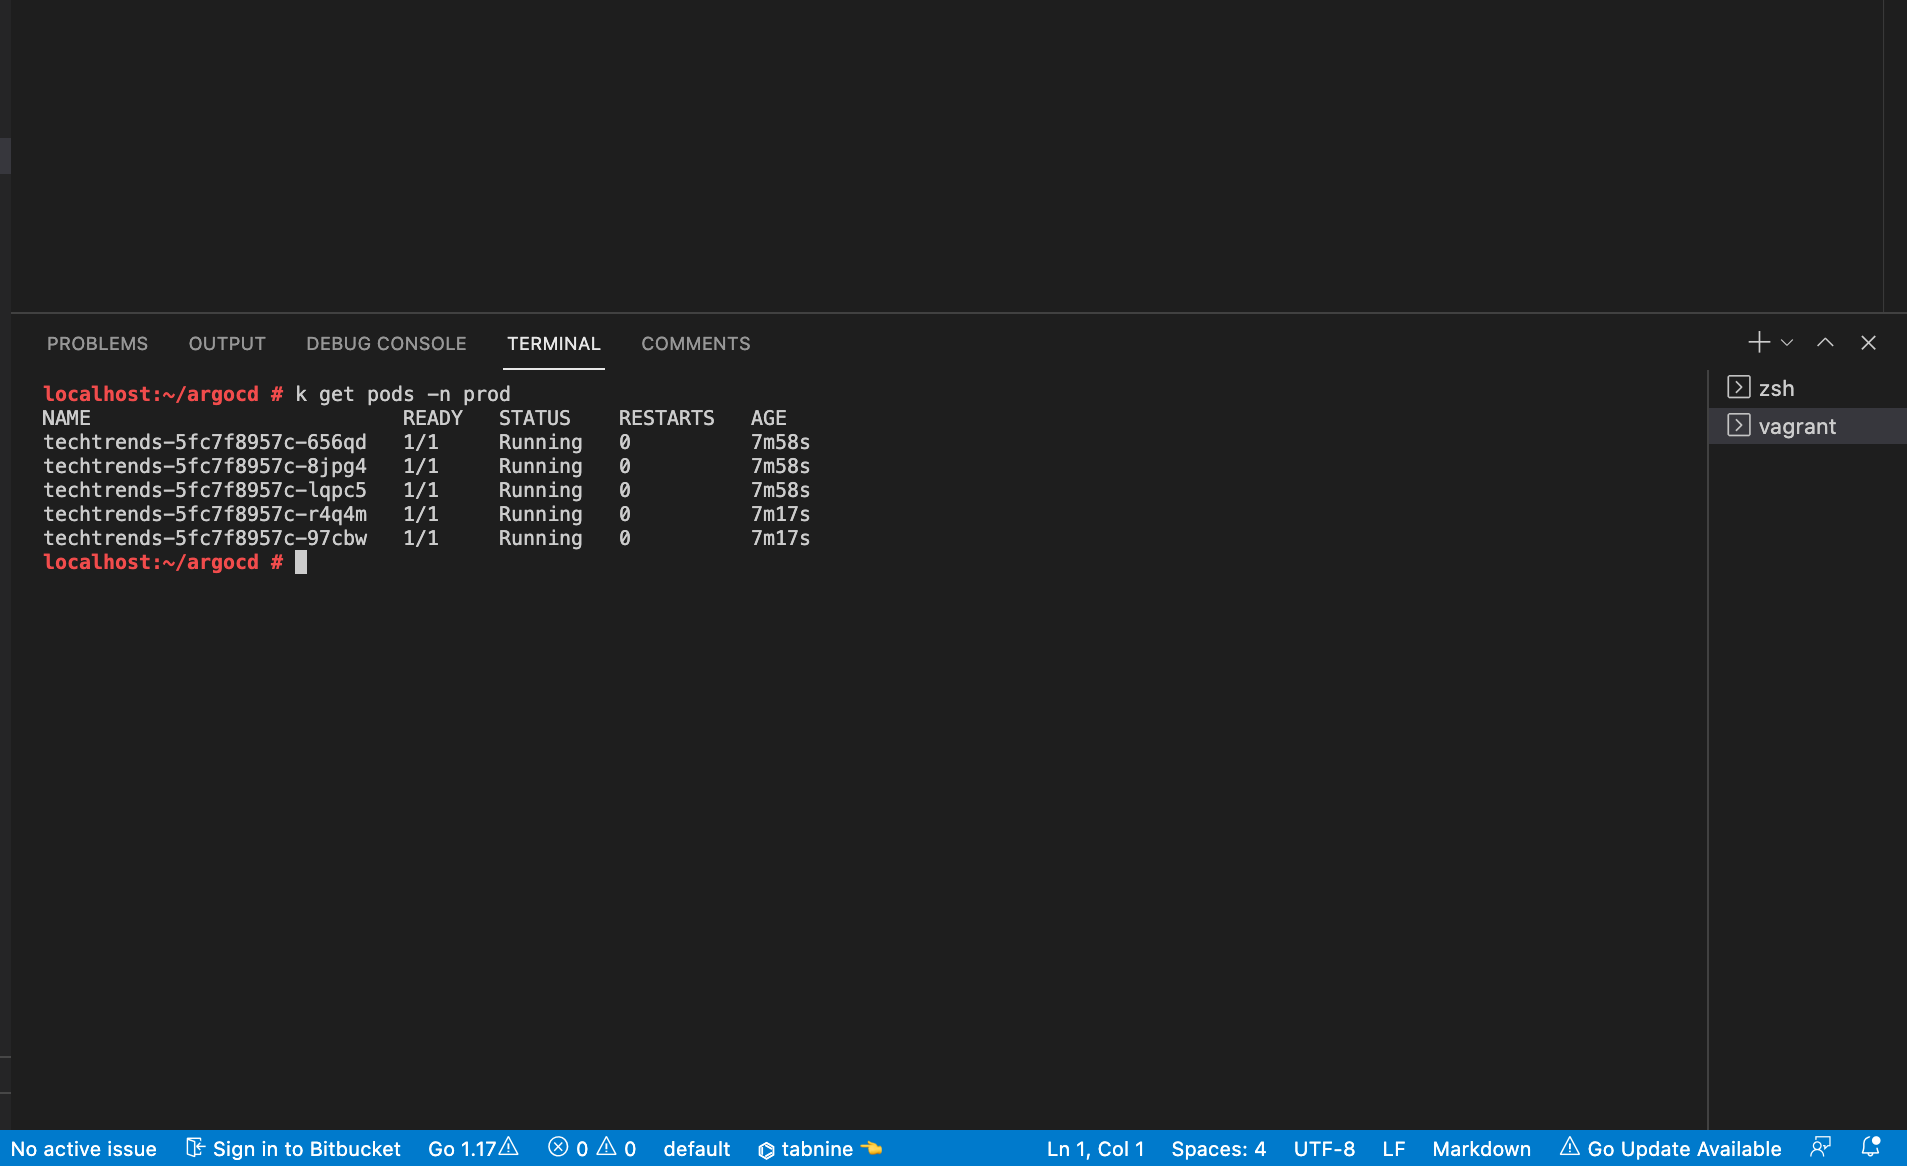 PROBLEMS OUTPUT DEBUG CONSOLE TERMINAL COMMENTS
localhost:~/argocd # k get pods -n prod
NAME READY STATUS RESTARTS AGE
techtrends-5fc7f8957c-656qd 1/1 Running 0 7m58s
techtrends-5fc7f8957c-8jpg4 1/1 Running 0 7m58s
techtrends-5fc7f8957c-lqpc5 1/1 Running 0 7m58s
techtrends-5fc7f8957c-r4q4m 1/1 Running 0 7m17s
techtrends-5fc7f8957c-97cbw 1/1 Running 0 7m17s
localhost:~/argocd #
zsh
vagrant
No active issue Sign in to Bitbucket Go 1.17 0 0 default tabnine Ln 1, Col 1 Spaces: 4 UTF-8 LF Markdown Go Update Available